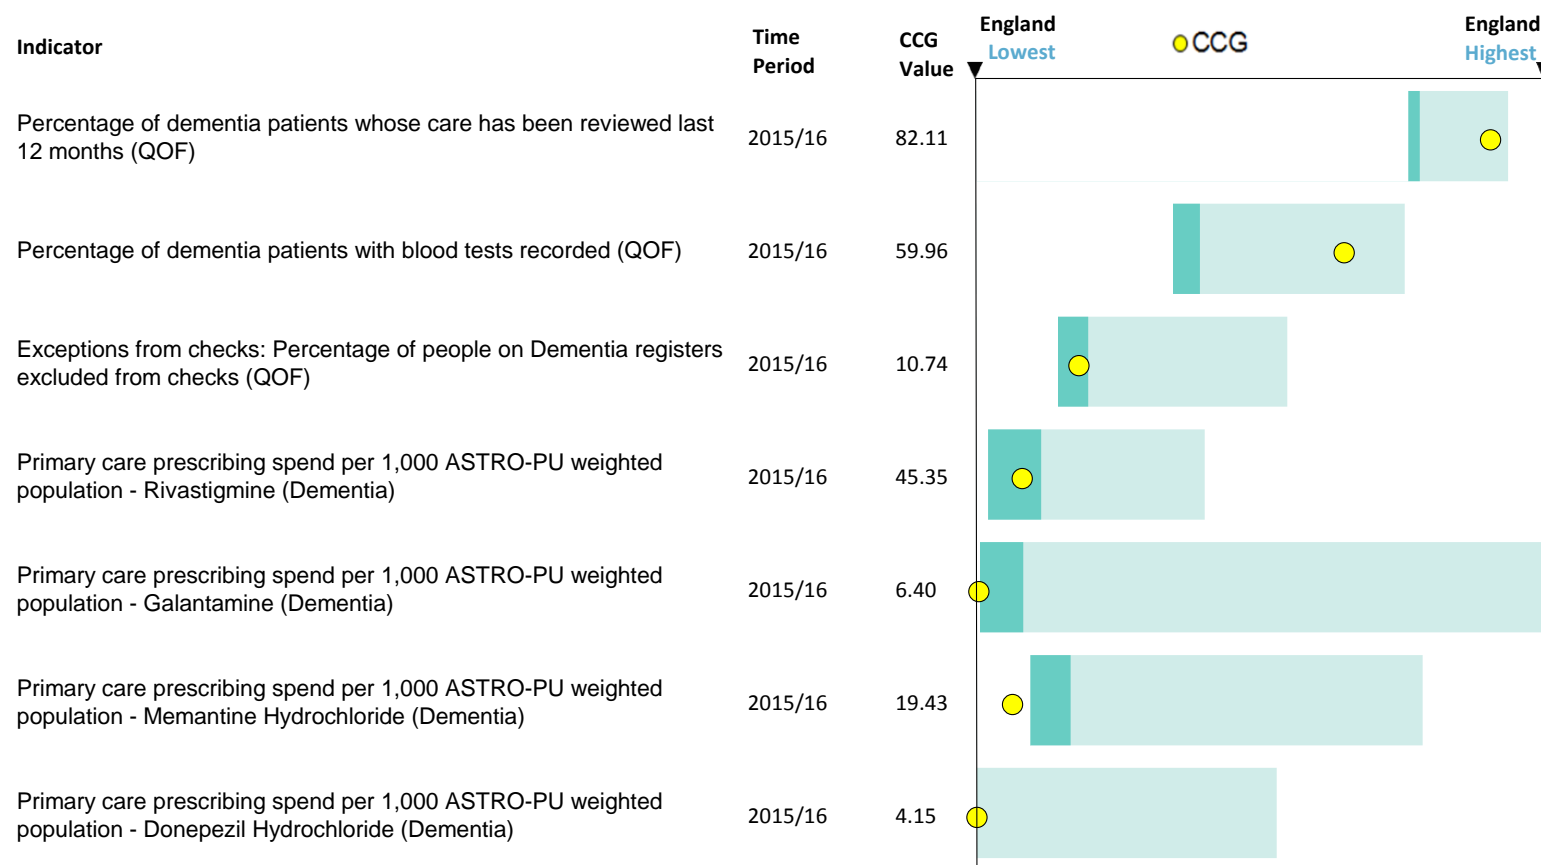 Indicator
Time
Period
CCG
Value
England
Lowest
CCG
England
Highest
Percentage of dementia patients whose care has been reviewed last
12 months (QOF)
2015/16
82.11
Percentage of dementia patients with blood tests recorded (QOF)
2015/16
59.96
Exceptions from checks: Percentage of people on Dementia registers
excluded from checks (QOF)
2015/16
10.74
Primary care prescribing spend per 1,000 ASTRO-PU weighted
population - Rivastigmine (Dementia)
2015/16
45.35
Primary care prescribing spend per 1,000 ASTRO-PU weighted
population - Galantamine (Dementia)
2015/16
6.40
Primary care prescribing spend per 1,000 ASTRO-PU weighted
population - Memantine Hydrochloride (Dementia)
2015/16
19.43
Primary care prescribing spend per 1,000 ASTRO-PU weighted
population - Donepezil Hydrochloride (Dementia)
2015/16
4.15